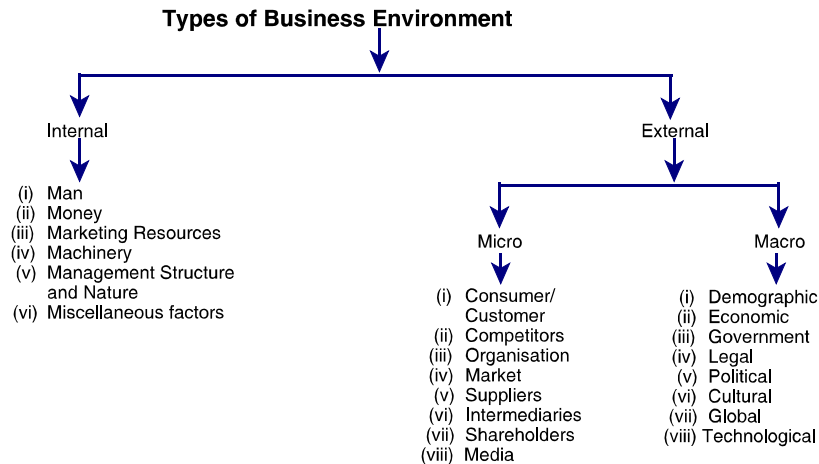 Types of Business Environment
Internal
(i) Man
(ii) Money
(iii) Marketing Resources
(iv) Machinery
(v) Management Structure
and Nature
(vi) Miscellaneous factors
External
Micro
(i) Consumer/
Customer
(ii) Competitors
(iii) Organisation
(iv) Market
(v) Suppliers
(vi) Intermediaries
(vii) Shareholders
(viii) Media
Macro
(i) Demographic
(ii) Economic
(iii) Government
(iv) Legal
(v) Political
(vi) Cultural
(vii) Global
(viii) Technological